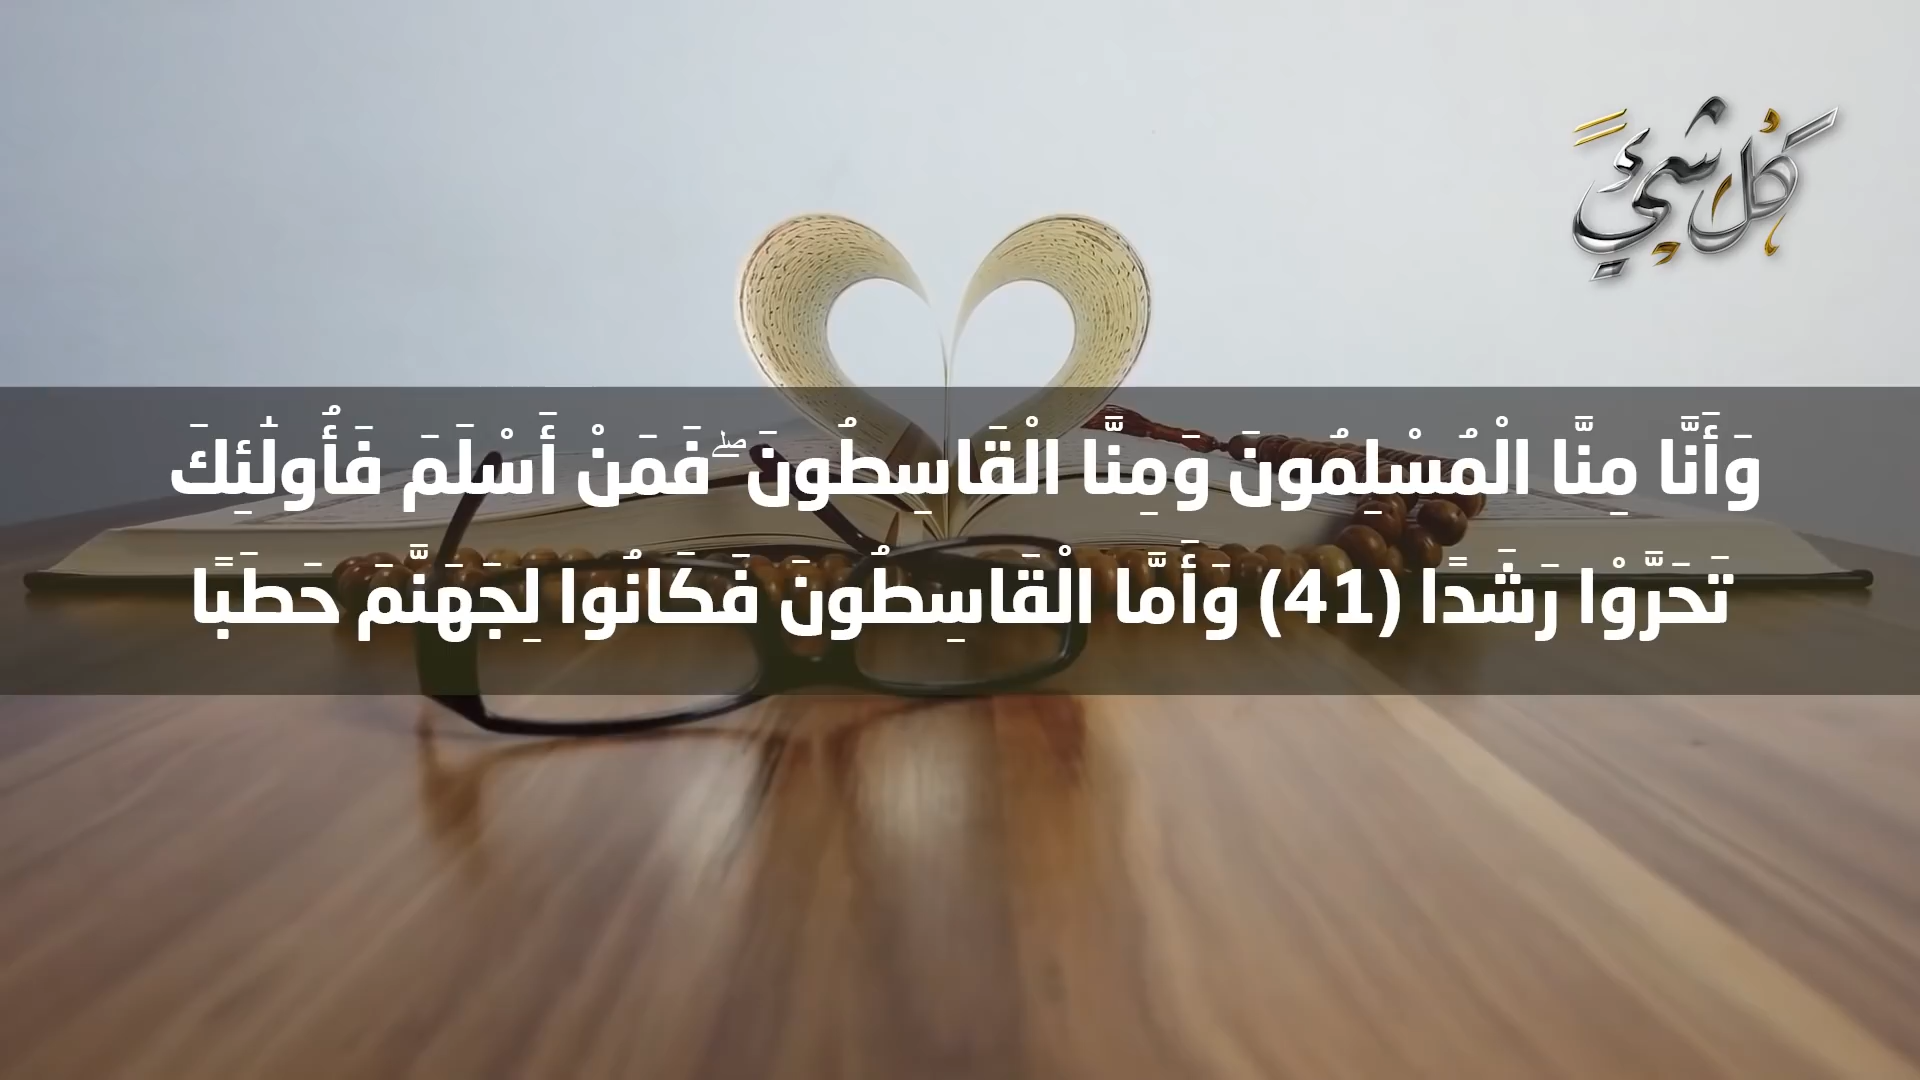 كل شيء
وَأَنَّا مِنَّا الْمُسْلِمُونَ وَمِنَّا الْقَاسِطُونَ ۖ فَمَنْ أَسْلَمَ فَأُولَٰئِكَ
تَحَرَّوْا رَشَدًا (41) وَأَمَّا الْقَاسِطُونَ فَكَانُوا لِجَهَنَّمَ حَطَبًا